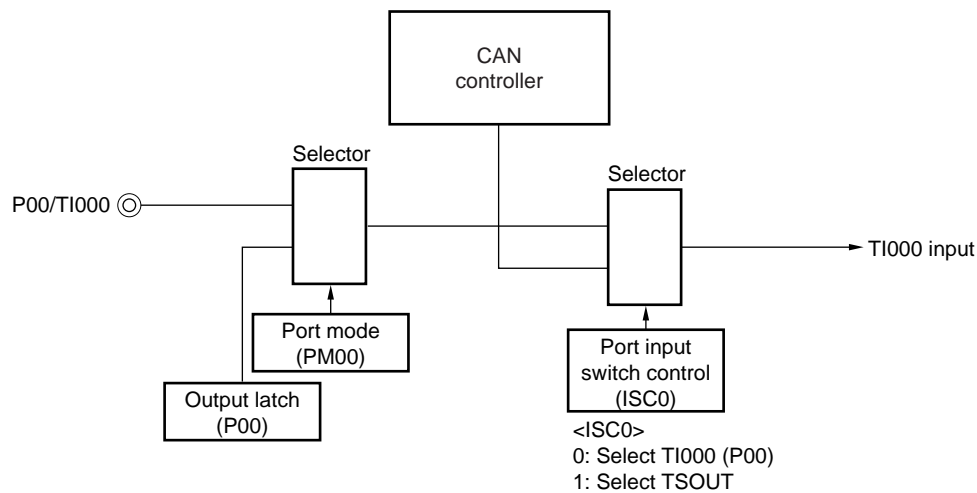 CAN
controller
Selector
Selector
P00/TI000
TI000 input
Port mode
(PM00)
Port input
switch control
(ISC0)
Output latch
(P00)
<ISC0>
0: Select TI000 (P00)
1: Select TSOUT